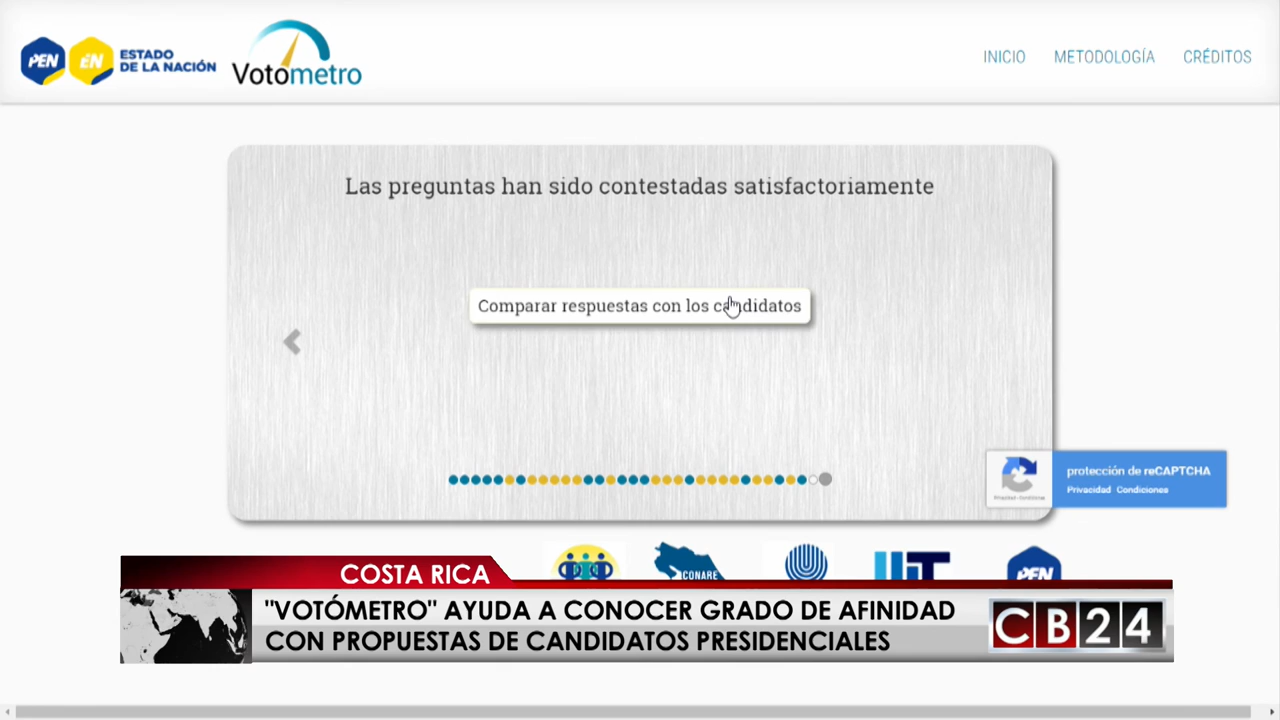 PEN
EN
ESTADO
DE LA NACIÓN
Votómetro
INICIO
METODOLOGÍA
CRÉDITOS
Las preguntas han sido contestadas satisfactoriamente
Comparar respuestas con los candidatos
protección de reCAPTCHA
Privacidad Condiciones
CONARE
PEN
COSTA RICA
"VOTÓMETRO" AYUDA A CONOCER GRADO DE AFINIDAD
CON PROPUESTAS DE CANDIDATOS PRESIDENCIALES
CB24